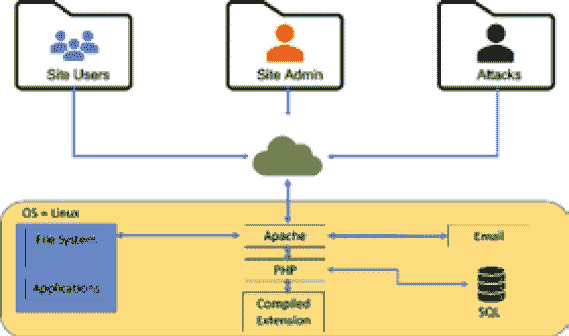 Site Users
Site Admin
Attacks
OS = Linux
File System
Apache
Email
PHP
Applications
Compiled
Extension
SQL